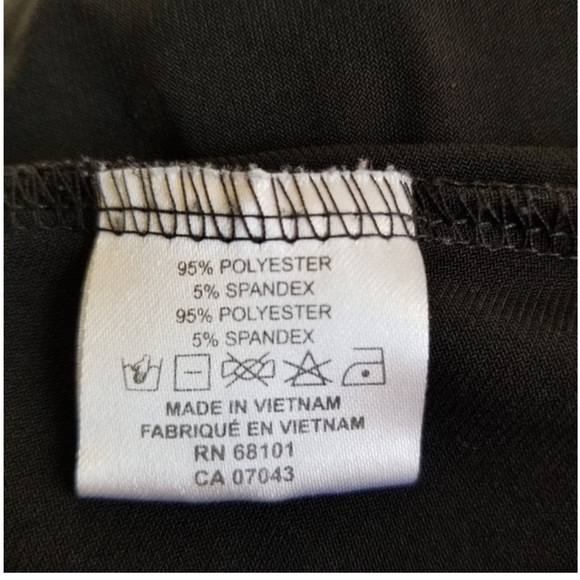 95% POLYESTER
5% SPANDEX
95% POLYESTER
5% SPANDEX
MADE IN VIETNAM
FABRIQUÉ EN VIETNAM
RN 68101
CA 07043